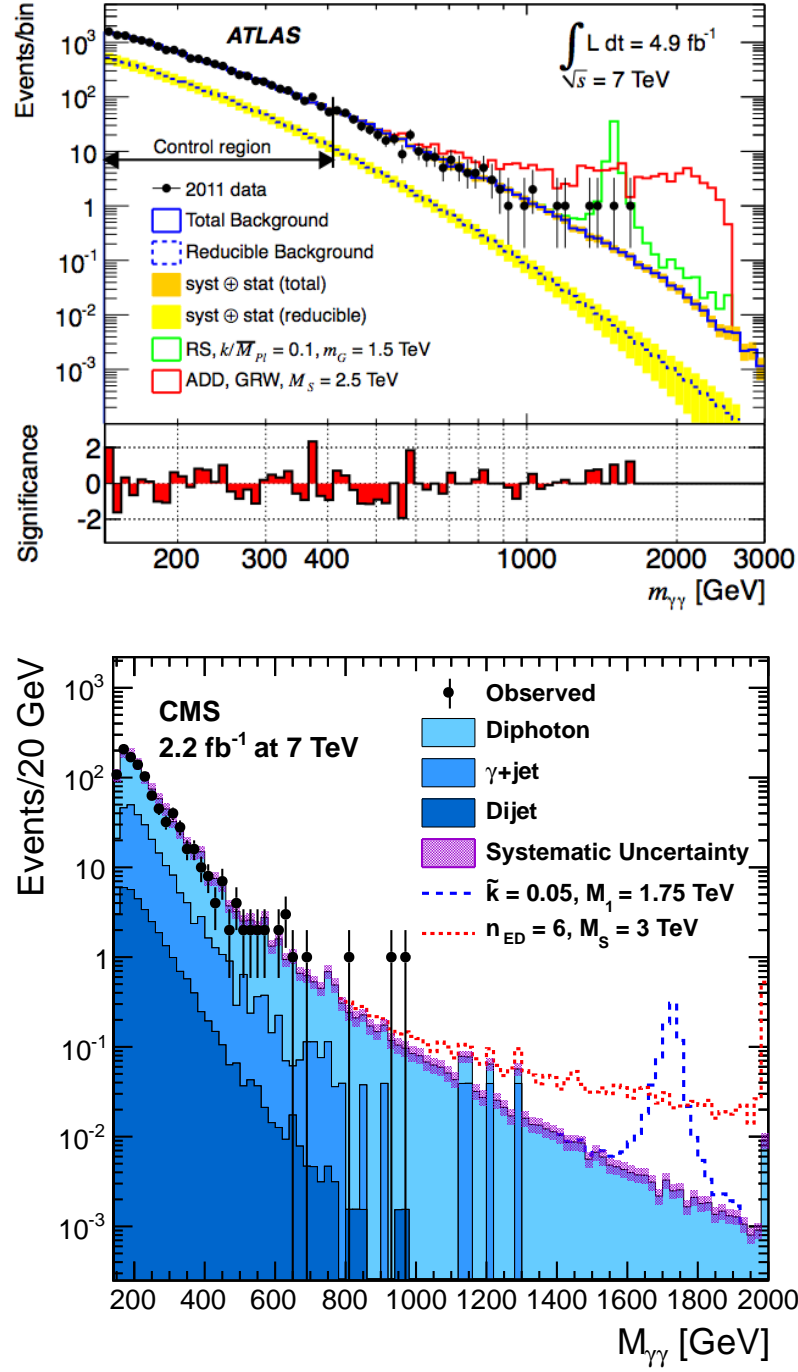 Events/bin
10³
10²
10
1
10⁻¹
10⁻²
10⁻³
ATLAS
∫ L dt = 4.9 fb⁻¹
√s = 7 TeV
Control region
2011 data
Total Background
Reducible Background
syst ⊕ stat (total)
syst ⊕ stat (reducible)
RS, k/M̅_Pl = 0.1, m_G = 1.5 TeV
ADD, GRW, M_S = 2.5 TeV
Significance
2
0
-2
200 300 400 1000 2000 3000
m_γγ [GeV]
Events/20 GeV
10³
10²
10
1
10⁻¹
10⁻²
10⁻³
CMS
2.2 fb⁻¹ at 7 TeV
Observed
Diphoton
γ+jet
Dijet
Systematic Uncertainty
k̃ = 0.05, M₁ = 1.75 TeV
n_ED = 6, M_S = 3 TeV
200 400 600 800 1000 1200 1400 1600 1800 2000
M_γγ [GeV]